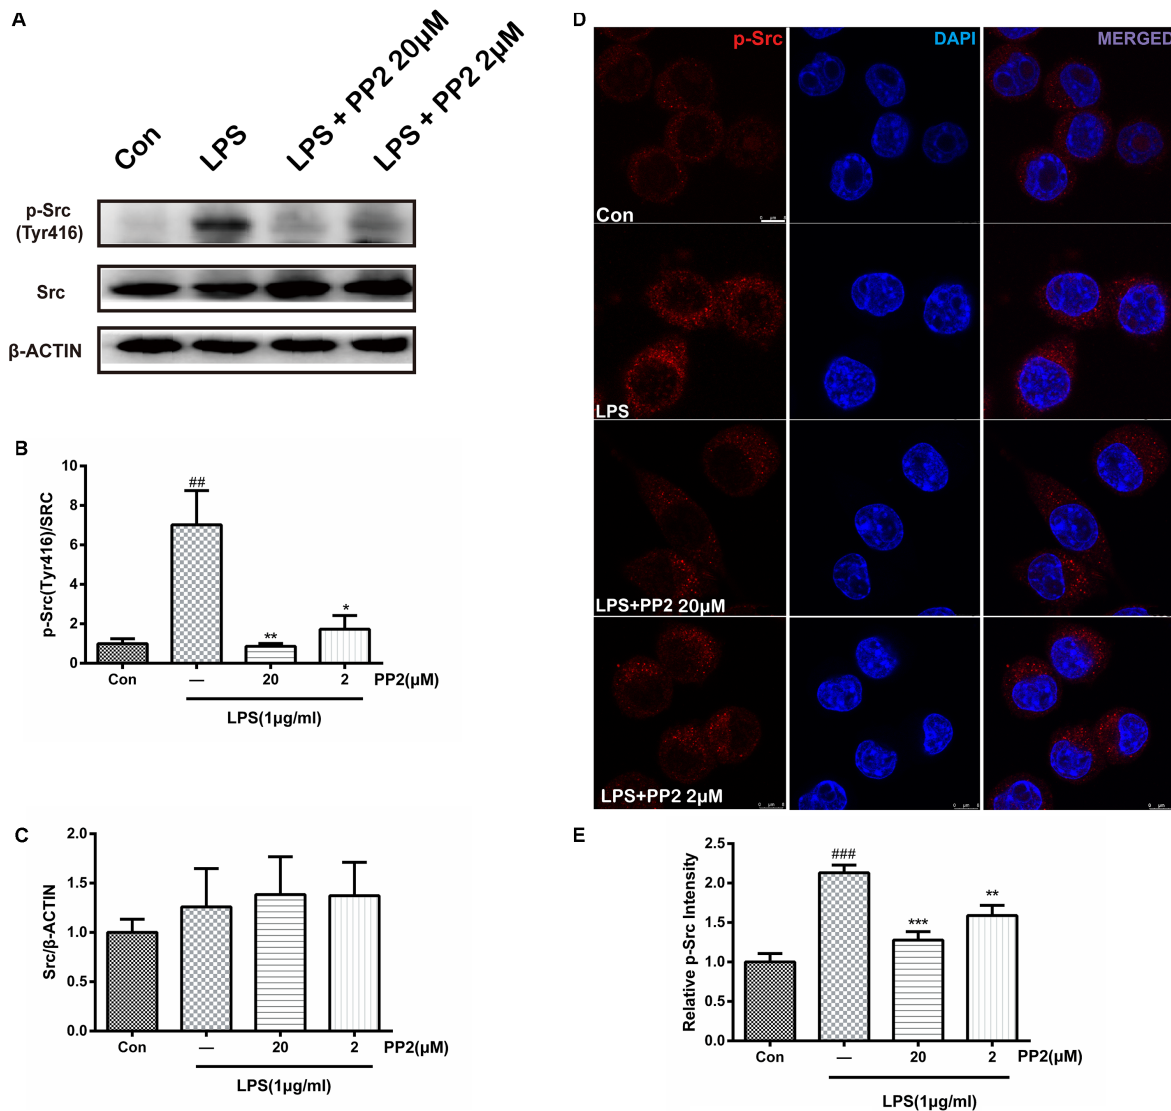 A
Con
LPS
LPS + PP2 20μM
LPS + PP2 2μM
p-Src
(Tyr416)
Src
β-ACTIN
B
p-Src(Tyr416)/SRC
10
8
6
4
2
0
##
**
*
Con
—
20
2
PP2(μM)
LPS(1μg/ml)
C
Src/β-ACTIN
2.0
1.5
1.0
0.5
0.0
Con
—
20
2
PP2(μM)
LPS(1μg/ml)
D
p-Src
DAPI
MERGED
Con
LPS
LPS+PP2 20μM
LPS+PP2 2μM
E
Relative p-Src Intensity
2.5
2.0
1.5
1.0
0.5
0.0
###
***
**
Con
—
20
2
PP2(μM)
LPS(1μg/ml)